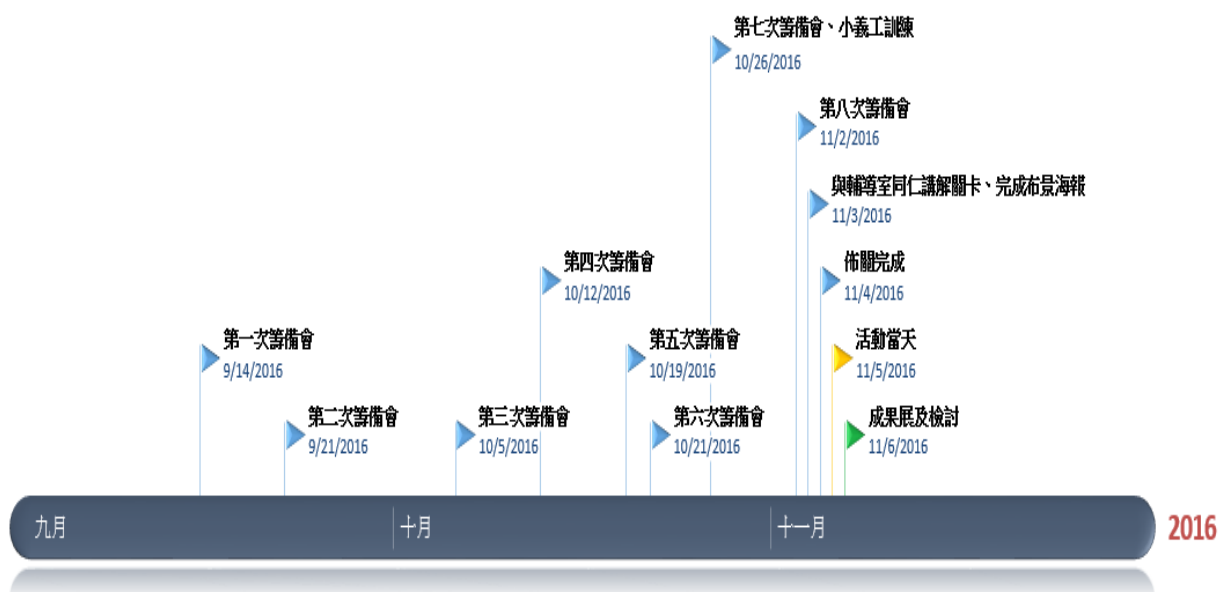 第七次籌備會、小義工訓練
10/26/2016
第八次籌備會
11/2/2016
與輔導室同仁講解關卡、完成布景海報
11/3/2016
第四次籌備會
10/12/2016
佈關完成
11/4/2016
第一次籌備會
9/14/2016
第五次籌備會
10/19/2016
活動當天
11/5/2016
第二次籌備會
9/21/2016
第三次籌備會
10/5/2016
第六次籌備會
10/21/2016
成果展及檢討
11/6/2016
九月
十月
十一月
2016